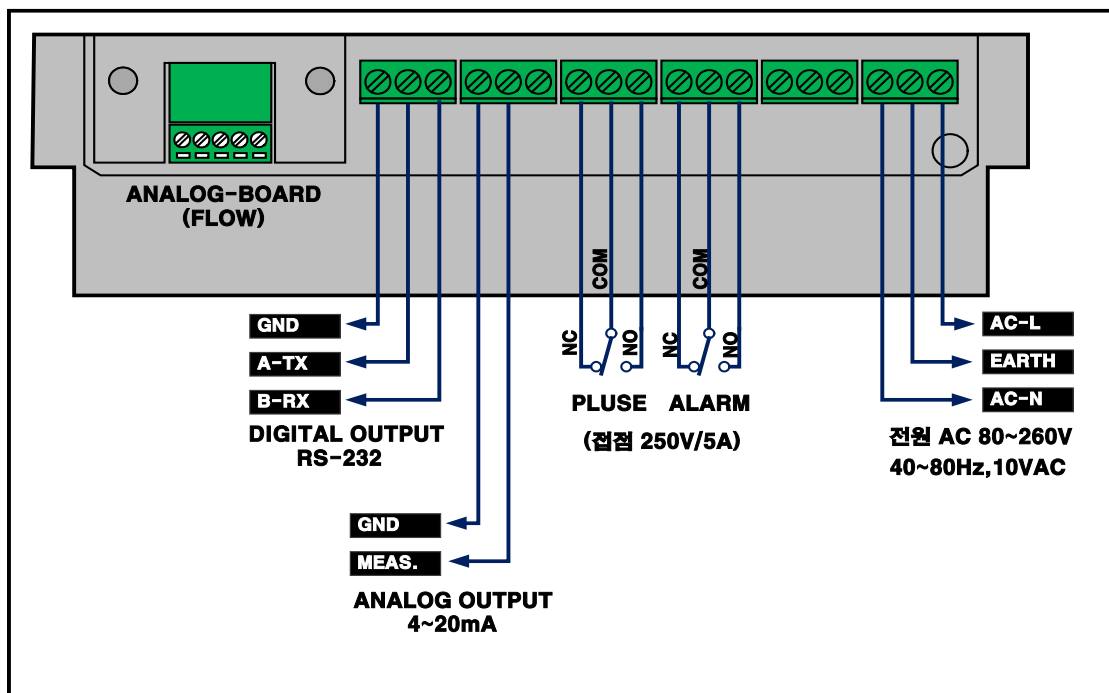 ANALOG-BOARD
(FLOW)
GND
A-TX
B-RX
DIGITAL OUTPUT
RS-232
GND
MEAS.
ANALOG OUTPUT
4~20mA
NC
COM
NO
PLUSE
NC
COM
NO
ALARM
(접점 250V/5A)
AC-L
EARTH
AC-N
전원 AC 80~260V
40~80Hz,10VAC